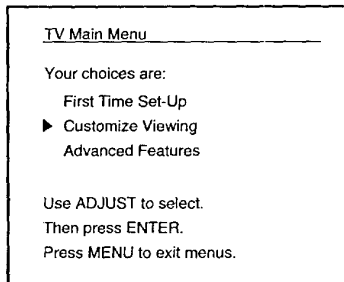 TV Main Menu
Your choices are:
First Time Set-Up
▶ Customize Viewing
Advanced Features
Use ADJUST to select.
Then press ENTER.
Press MENU to exit menus.